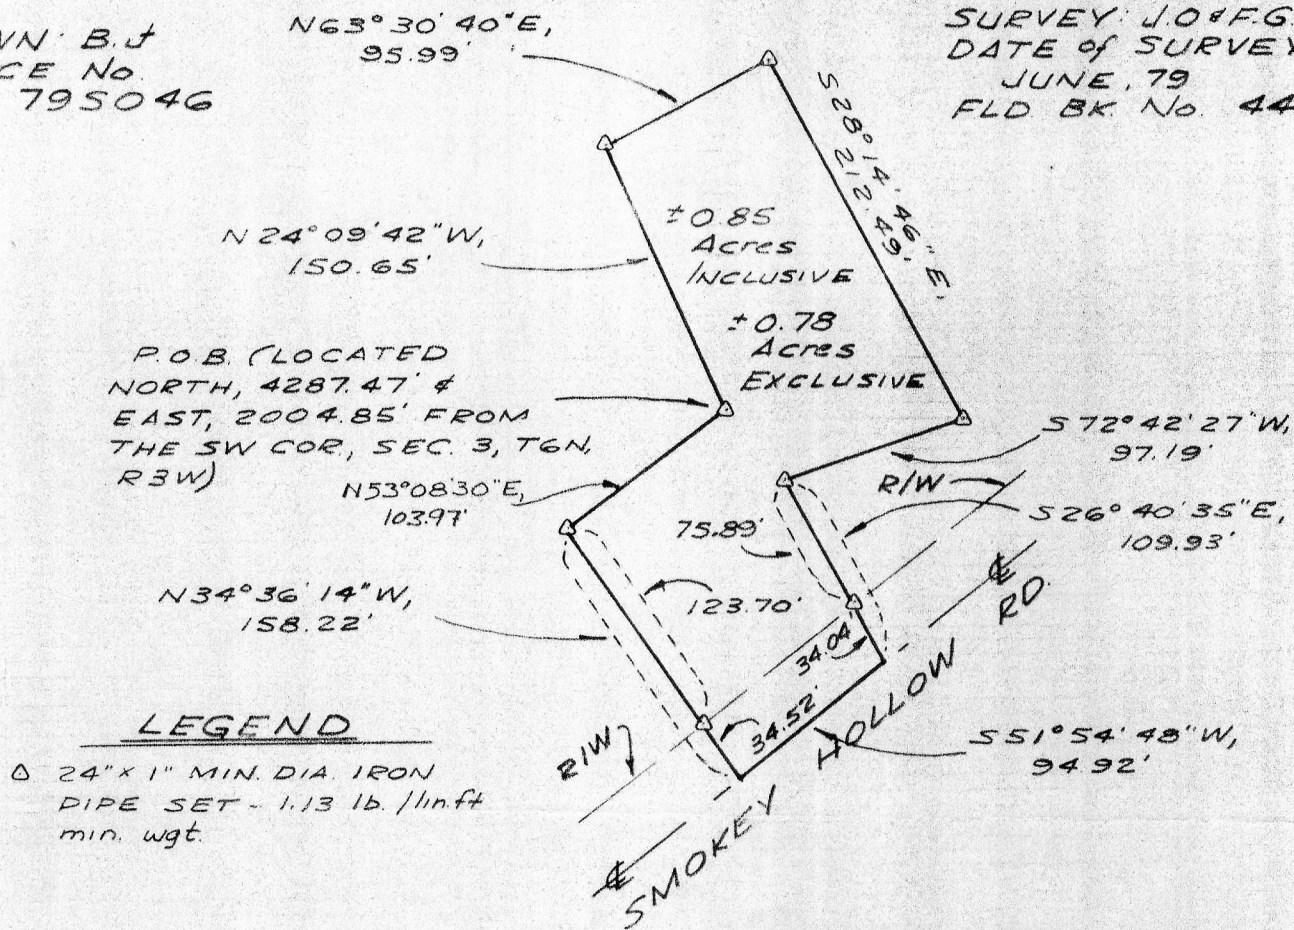 WN: B.J
CE No.
79S046
N63°30'40"E,
95.99'
SURVEY: J.O & F.G.
DATE of SURVEY
JUNE, 79
FLD BK. No. 44
S28°14'46"E.
212.49'
N24°09'42"W,
150.65'
±0.85
Acres
INCLUSIVE
±0.78
Acres
EXCLUSIVE
P.O.B. (LOCATED
NORTH, 4287.47' &
EAST, 2004.85' FROM
THE SW COR., SEC. 3, T6N,
R3W)
N53°08'30"E,
103.97'
S72°42'27"W,
97.19'
R/W
S26°40'35"E,
109.93'
75.89'
N34°36'14"W,
158.22'
123.70'
34.04'
34.52'
℄
RD.
S51°54'48"W,
94.92'
R/W
℄
SMOKEY HOLLOW
LEGEND
△ 24" x 1" MIN. DIA. IRON
PIPE SET - 1.13 lb./lin.ft
min. wgt.